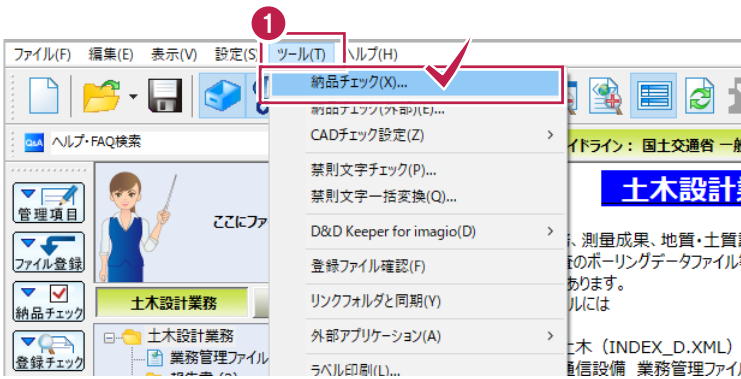 1
ファイル(F) 編集(E) 表示(V) 設定(S ツール(T) ヘルプ(H)
納品チェック(X)...
納品チェック(外部)(E)...
Q&A ヘルプ・FAQ検索
CADチェック設定(Z)
イドライン： 国土交通省 一般
禁則文字チェック(P)...
管理項目
禁則文字一括変換(Q)...
土木設計
ここにファ
D&D Keeper for imagio(D)
、測量成果、地質・土質
ファイル登録
登録ファイル確認(F)
のボーリングデータファイル
あります。
納品チェック
土木設計業務
リンクフォルダと同期(Y)
ルには
土木設計業務
外部アプリケーション(A)
木（INDEX_D.XML）
登録チェック
業務管理ファイル
ラベル印刷(L)...
通信設備 業務管理ファイル